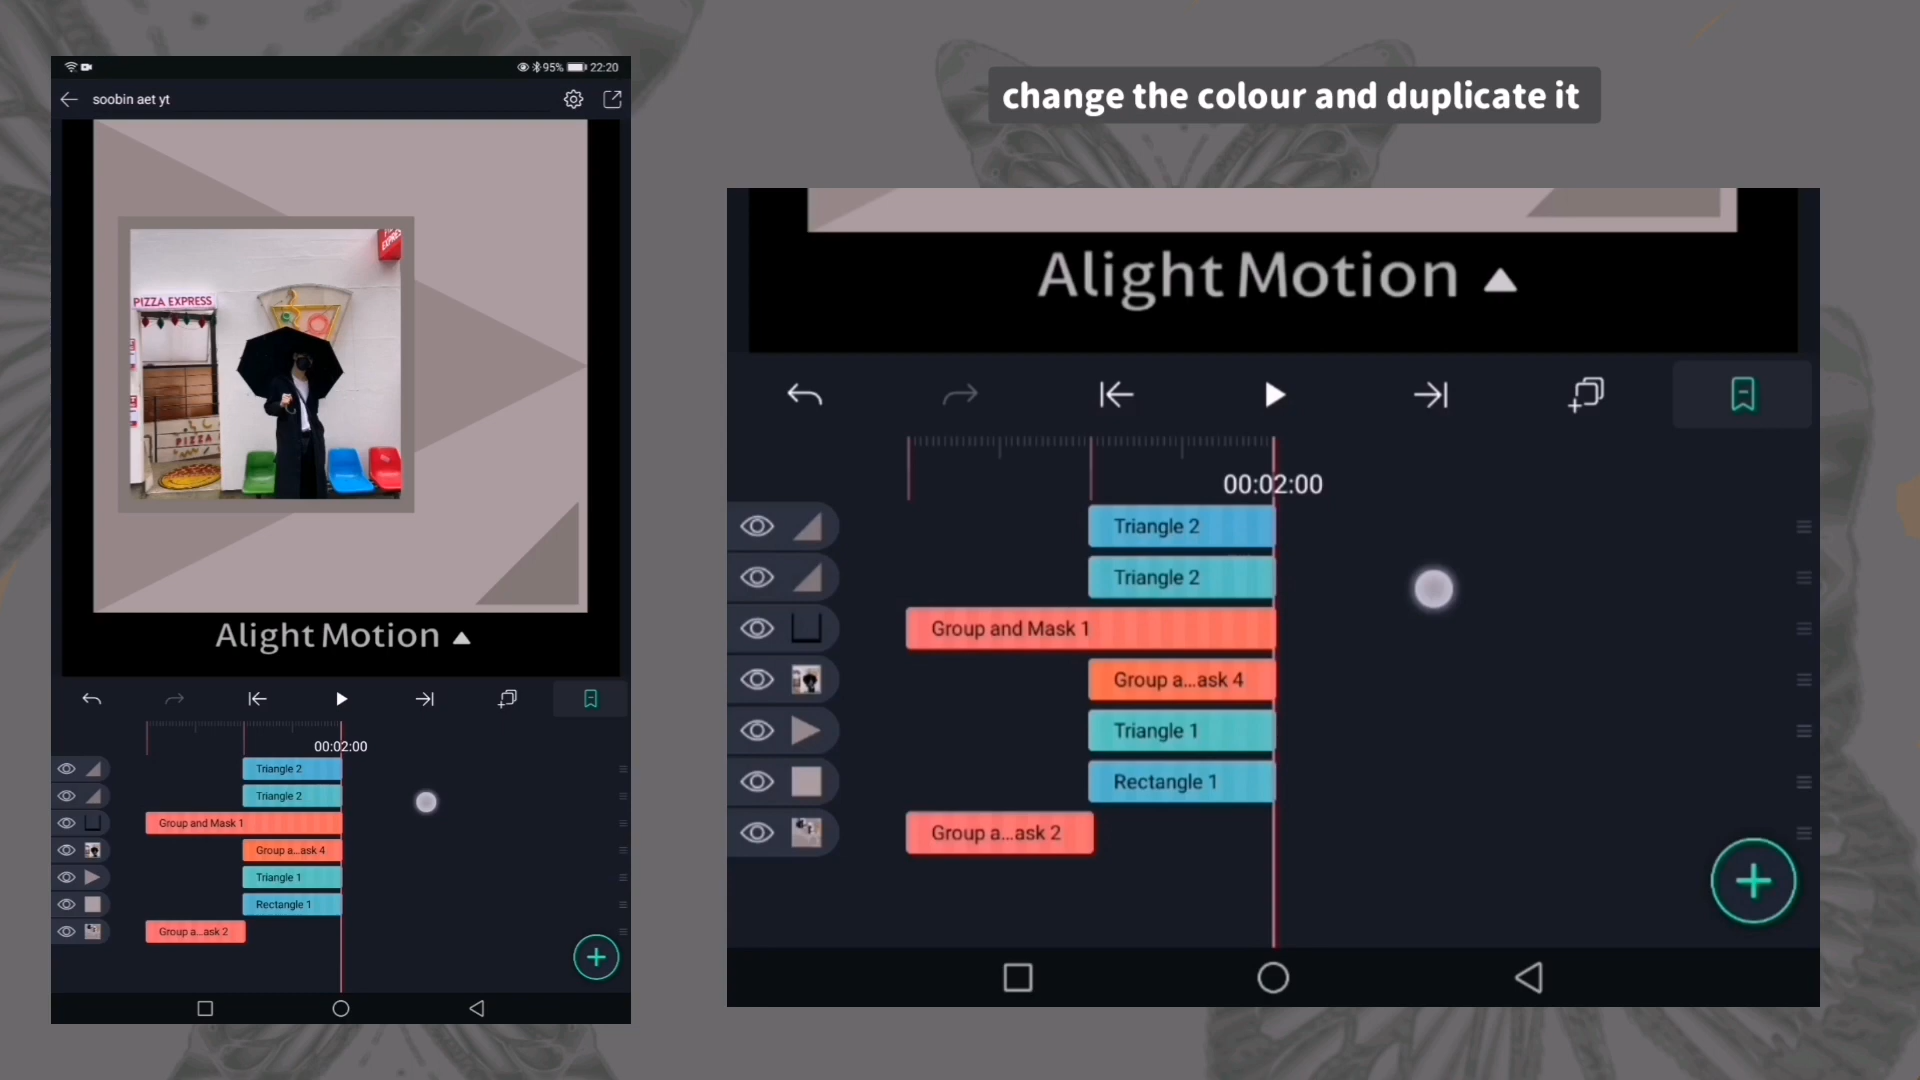 95% 22:20
soobin aet yt
PIZZA EXPRESS
PIZZA
Alight Motion
00:02:00
Triangle 2
Triangle 2
Group and Mask 1
Group a...ask 4
Triangle 1
Rectangle 1
Group a...ask 2
change the colour and duplicate it
Alight Motion
00:02:00
Triangle 2
Triangle 2
Group and Mask 1
Group a...ask 4
Triangle 1
Rectangle 1
Group a...ask 2